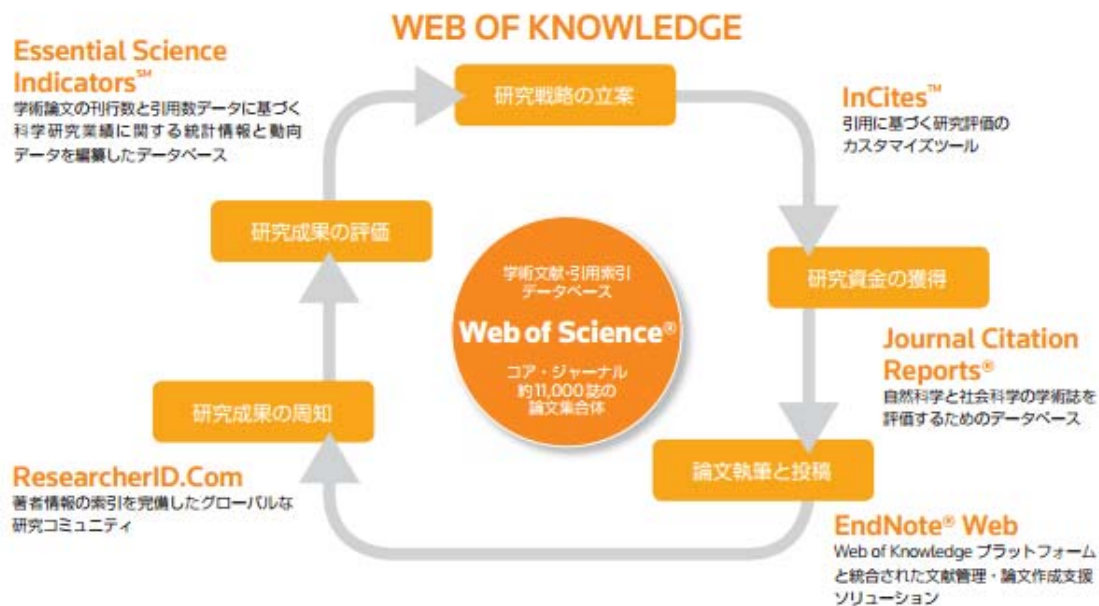 WEB OF KNOWLEDGE
Essential Science
Indicators℠
学術論文の刊行数と引用数データに基づく
科学研究業績に関する統計情報と動向
データを編纂したデータベース
研究戦略の立案
InCites™
引用に基づく研究評価の
カスタマイズツール
研究成果の評価
学術文献・引用索引
データベース
Web of Science®
コア・ジャーナル
約11,000誌の
論文集合体
研究資金の獲得
Journal Citation
Reports®
自然科学と社会科学の学術誌を
評価するためのデータベース
研究成果の周知
論文執筆と投稿
ResearcherID.Com
著者情報の索引を完備したグローバルな
研究コミュニティ
EndNote® Web
Web of Knowledge プラットフォーム
と統合された文献管理・論文作成支援
ソリューション